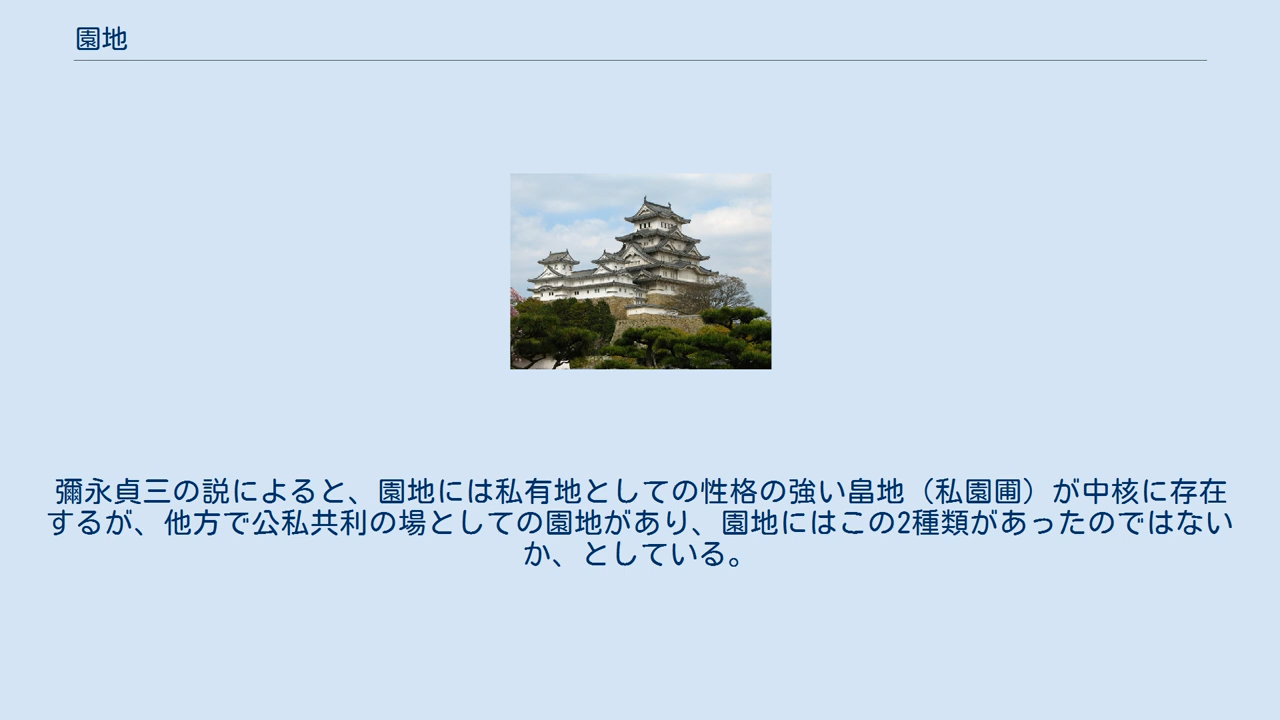 園地
彌永貞三の説によると、園地には私有地としての性格の強い畠地（私園圃）が中核に存在
するが、他方で公私共利の場としての園地があり、園地にはこの2種類があったのではない
か、としている。